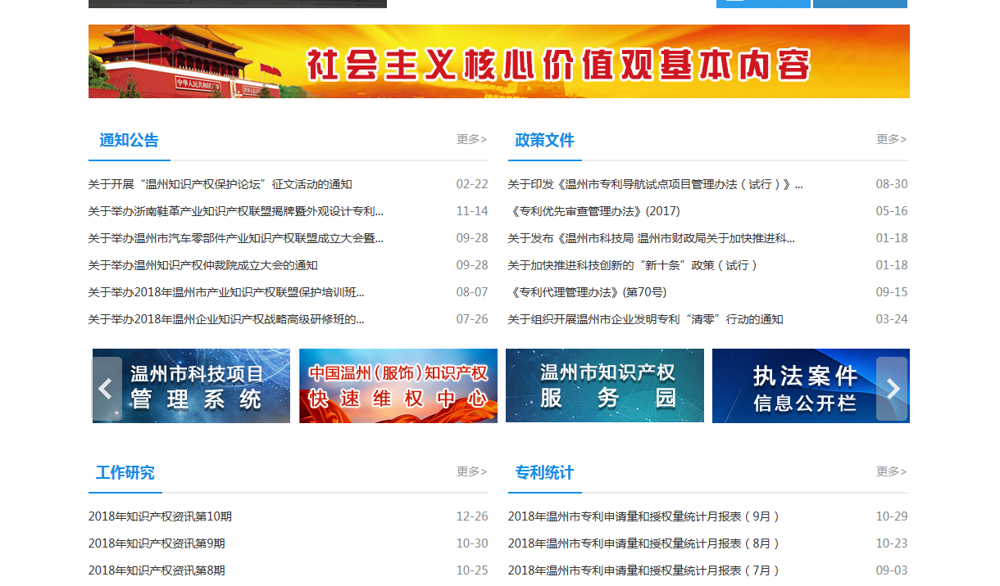 社会主义核心价值观基本内容
通知公告
更多>
关于开展“温州知识产权保护论坛”征文活动的通知
02-22
关于举办浙南鞋革产业知识产权联盟揭牌暨外观设计专利...
11-14
关于举办温州市汽车零部件产业知识产权联盟成立大会暨...
09-28
关于举办温州知识产权仲裁院成立大会的通知
09-28
关于举办2018年温州市产业知识产权联盟保护培训班...
08-07
关于举办2018年温州企业知识产权战略高级研修班的...
07-26
政策文件
更多>
关于印发《温州市专利导航试点项目管理办法（试行）》...
08-30
《专利优先审查管理办法》(2017)
05-16
关于发布《温州市科技局 温州市财政局关于加快推进科...
01-18
关于加快推进科技创新的“新十条”政策（试行）
01-18
《专利代理管理办法》(第70号)
09-15
关于组织开展温州市企业发明专利“清零”行动的通知
03-24
温州市科技项目
管理系统
中国温州(服饰)知识产权
快速维权中心
温州市知识产权
服务园
执法案件
信息公开栏
工作研究
更多>
2018年知识产权资讯第10期
12-26
2018年知识产权资讯第9期
10-30
2018年知识产权资讯第8期
10-25
专利统计
更多>
2018年温州市专利申请量和授权量统计月报表（9月）
10-29
2018年温州市专利申请量和授权量统计月报表（8月）
10-23
2018年温州市专利申请量和授权量统计月报表（7月）
09-03